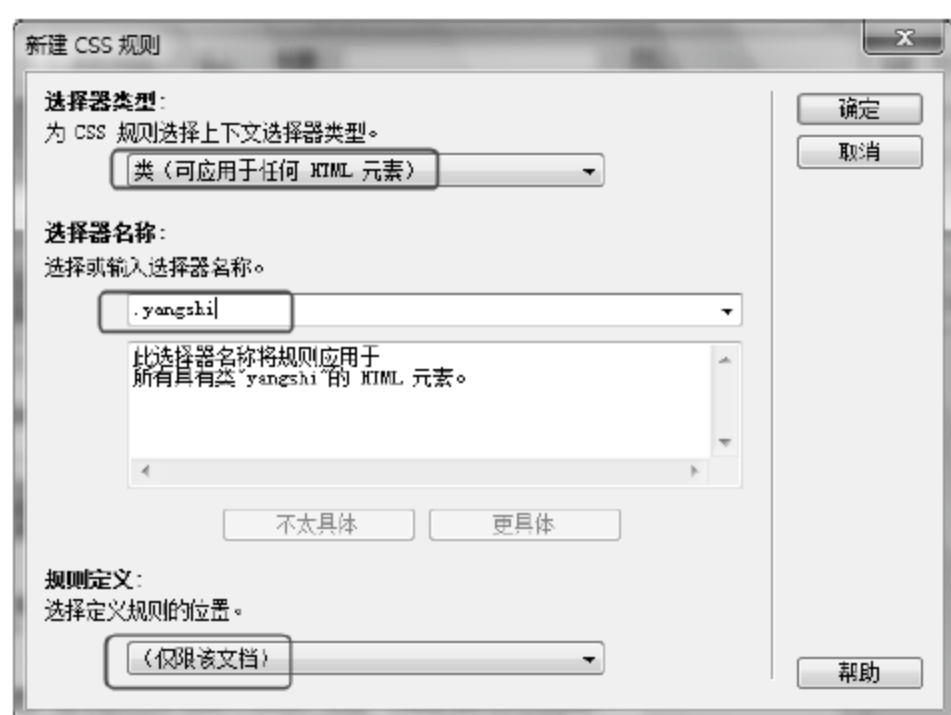 新建 CSS 规则
选择器类型:
为 CSS 规则选择上下文选择器类型。
类（可应用于任何 HTML 元素）
选择器名称:
选择或输入选择器名称。
.yangshi
此选择器名称将规则应用于
所有具有类“yangshi”的 HTML 元素。
不太具体
更具体
规则定义:
选择定义规则的位置。
（仅限该文档）
确定
取消
帮助